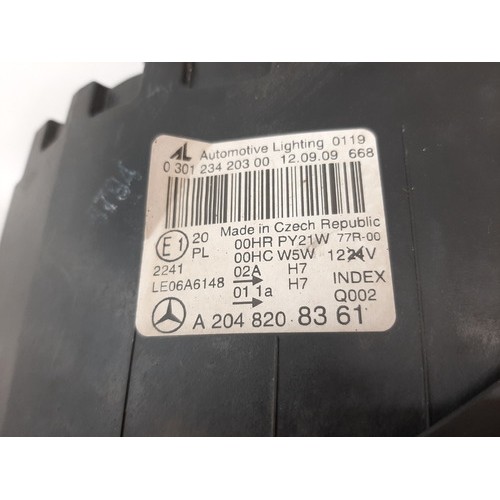 AL Automotive Lighting 0119
0 301 234 203 00 12.09.09 668
Made in Czech Republic
E1 20 00HR PY21W 77R-00
PL 00HC W5W 1224V
2241 02A H7 INDEX
LE06A6148 01 1a H7 Q002
A 204 820 83 61